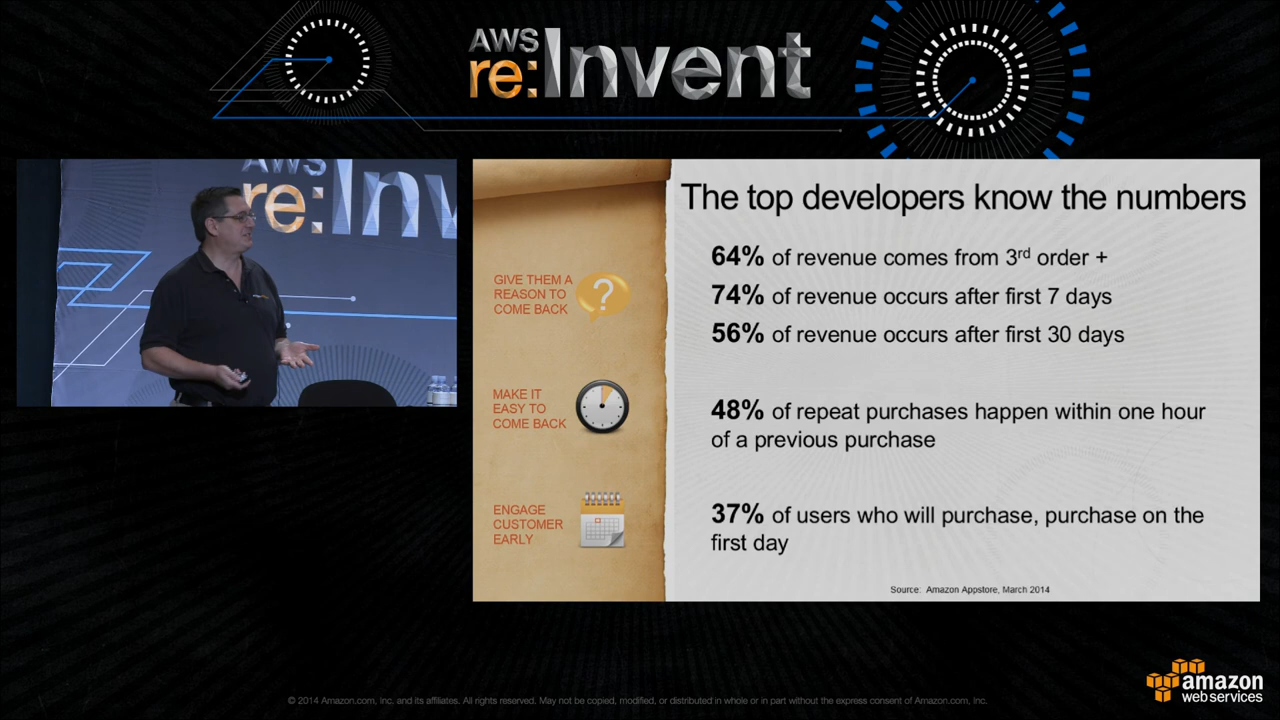 AWS
re:Invent
AWS
re:Inv
The top developers know the numbers
GIVE THEM A
REASON TO
COME BACK
?
64% of revenue comes from 3rd order +
74% of revenue occurs after first 7 days
56% of revenue occurs after first 30 days
MAKE IT
EASY TO
COME BACK
48% of repeat purchases happen within one hour
of a previous purchase
ENGAGE
CUSTOMER
EARLY
37% of users who will purchase, purchase on the
first day
Source: Amazon Appstore, March 2014
© 2014 Amazon.com, inc. and its affiliates. All rights reserved. May not be copied, modified, or distributed in whole or in part without the express consent of Amazon.com, Inc.
amazon
web services